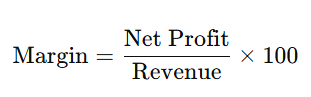 Margin = Net Profit / Revenue × 100